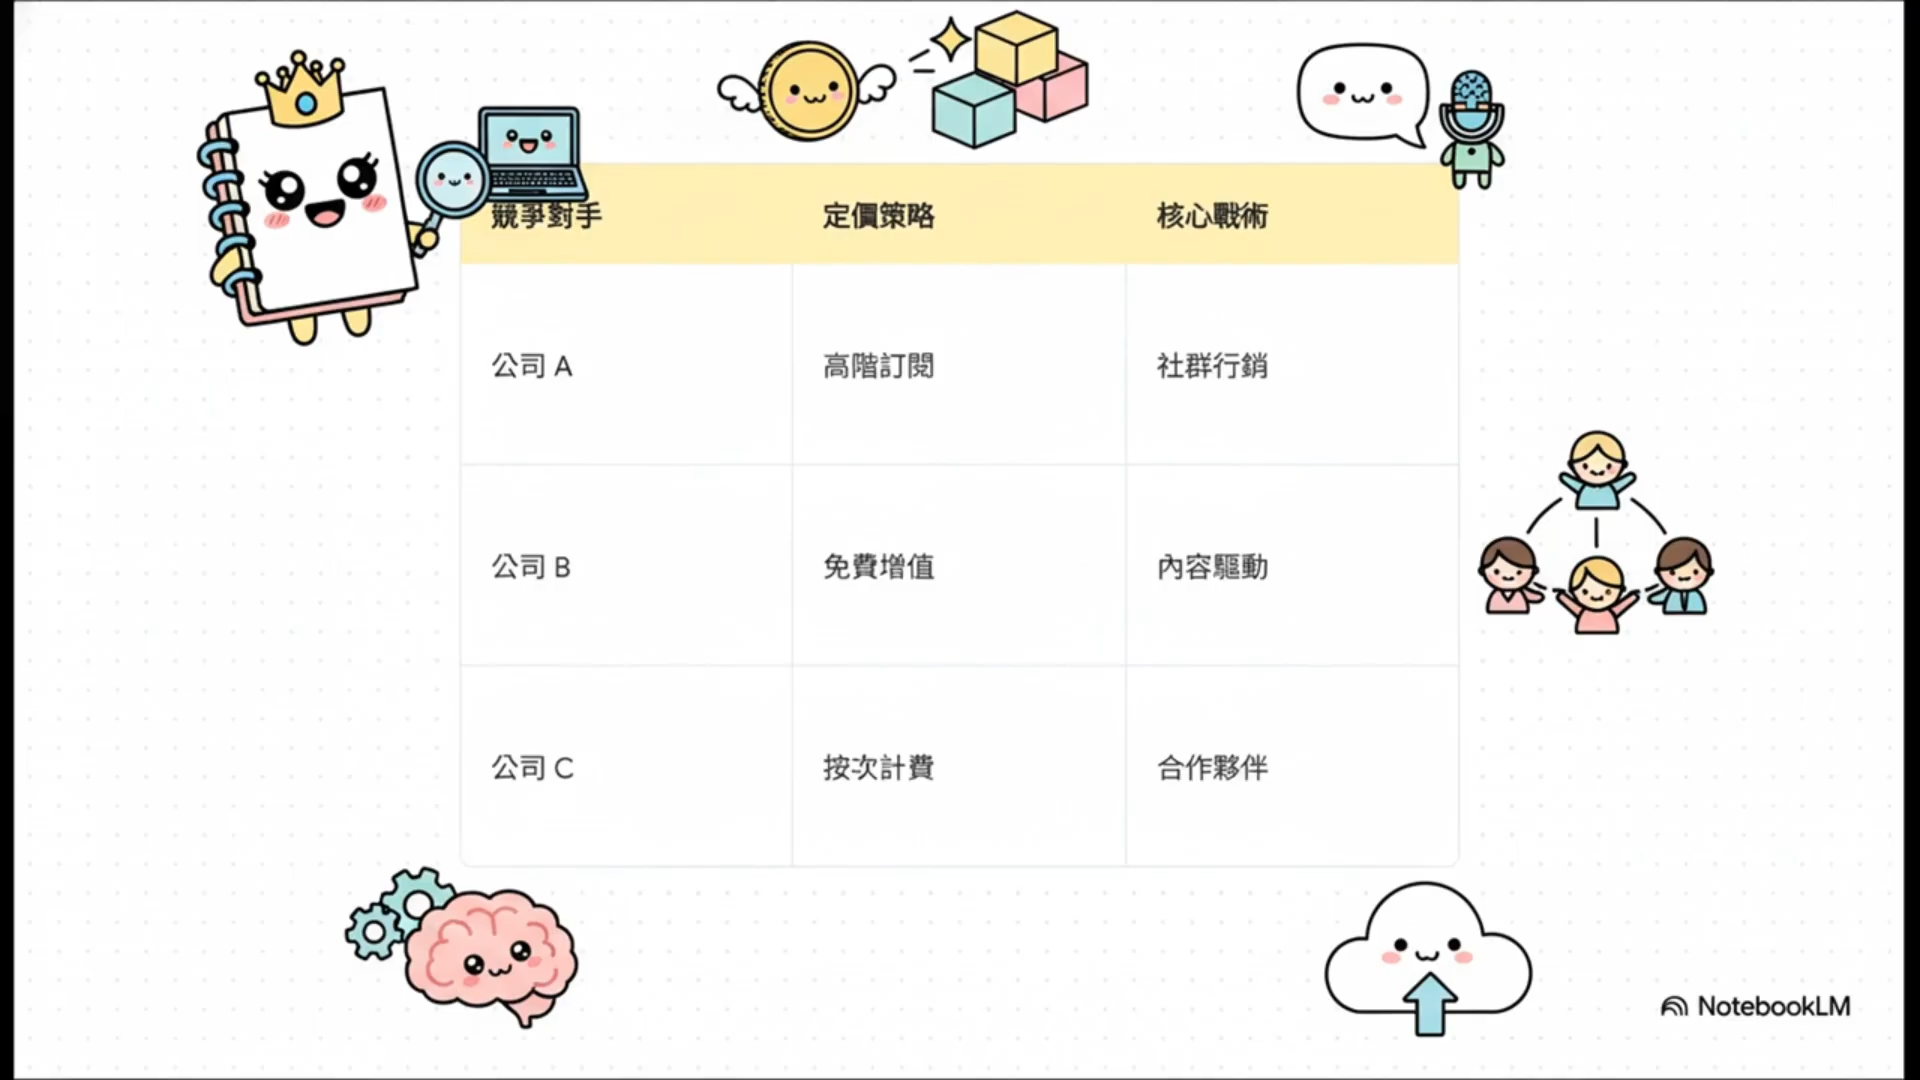 競爭對手 定價策略 核心戰術
公司 A 高階訂閱 社群行銷
公司 B 免費增值 內容驅動
公司 C 按次計費 合作夥伴
NotebookLM